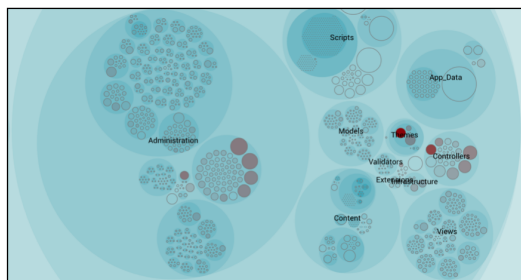 Scripts
App_Data
Models
Themes
Administration
Validators
Controllers
Extensions
Infrastructure
Content
Views